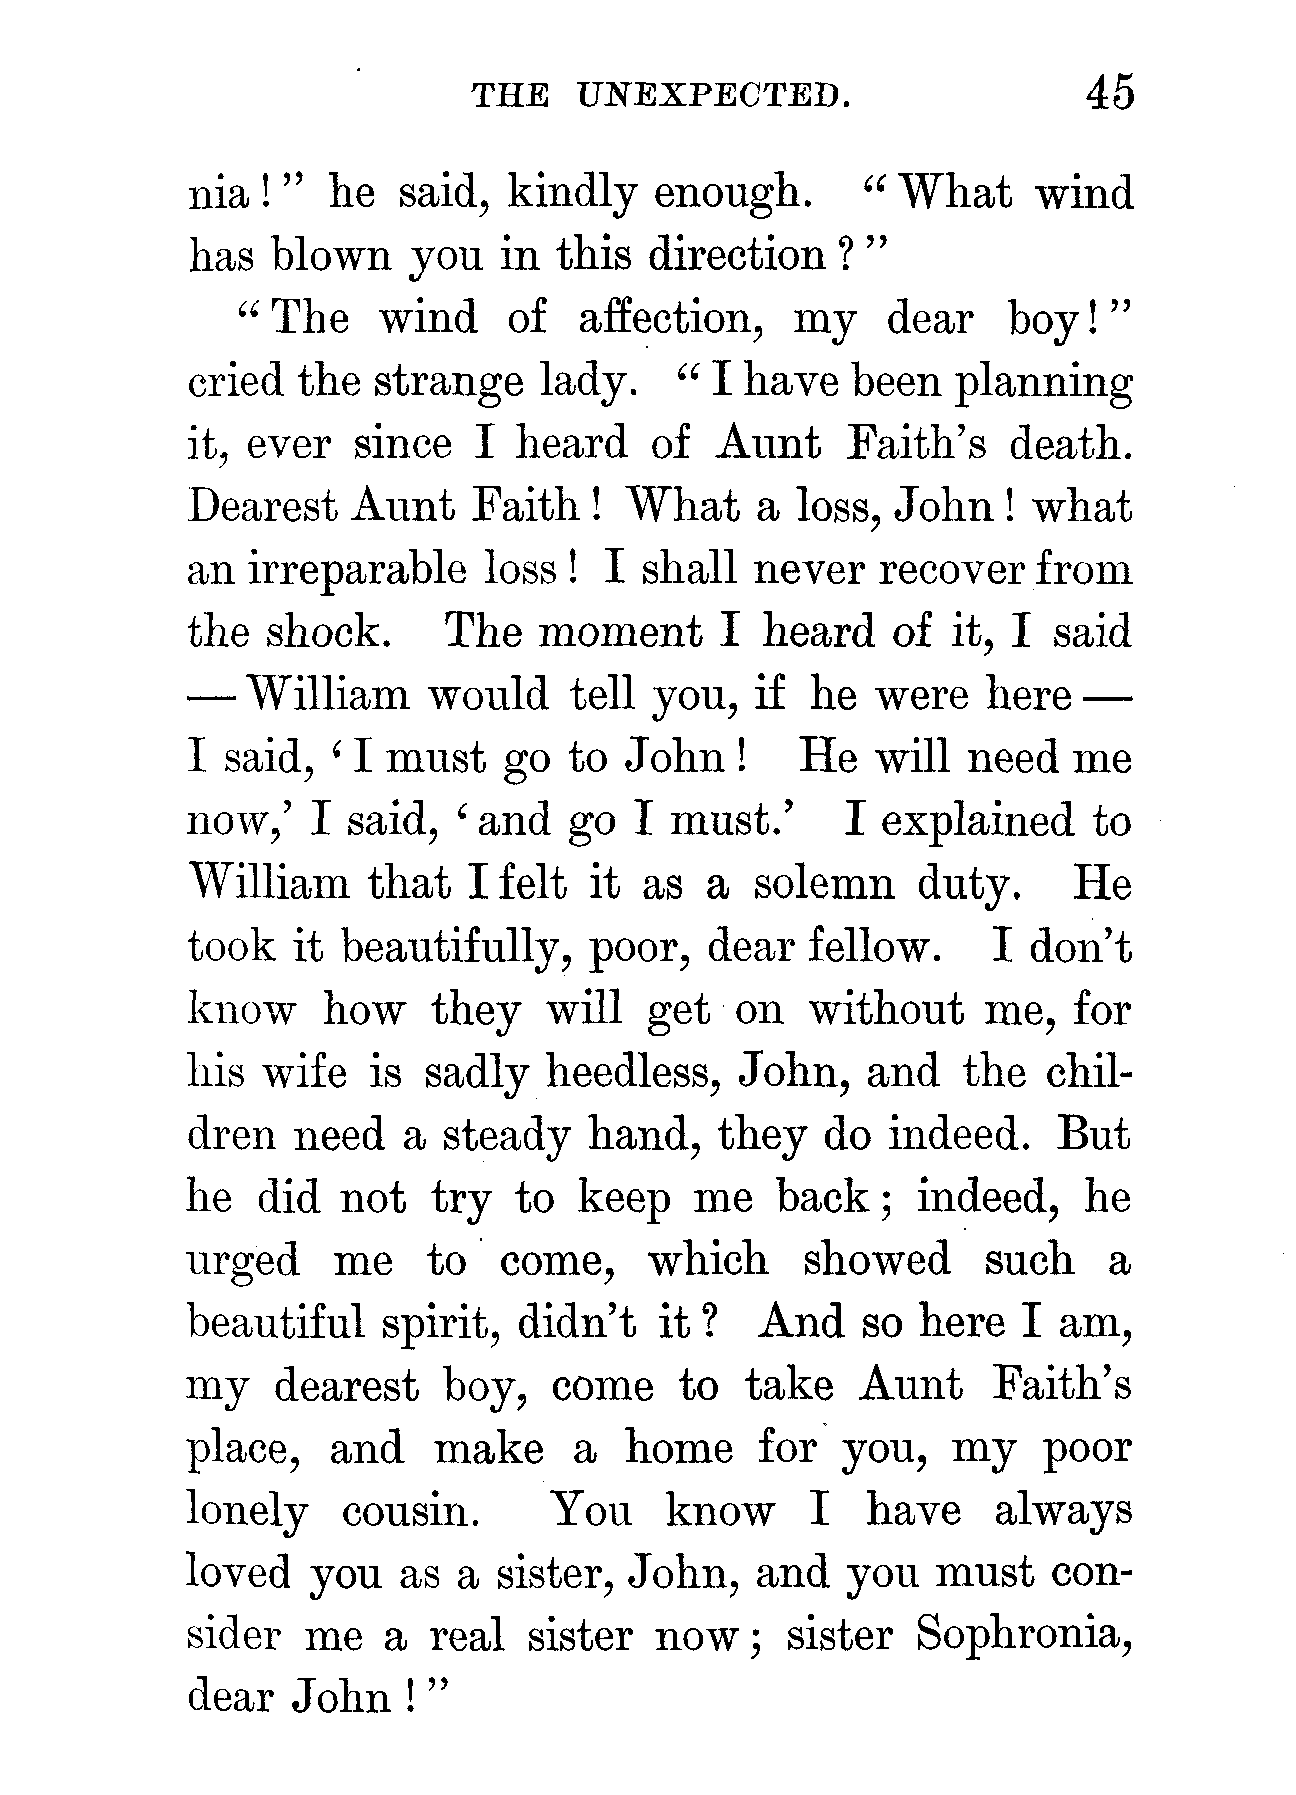 THE UNEXPECTED. 45
nia!" he said, kindly enough. "What wind
has blown you in this direction?"
"The wind of affection, my dear boy!"
cried the strange lady. "I have been planning
it, ever since I heard of Aunt Faith's death.
Dearest Aunt Faith! What a loss, John! what
an irreparable loss! I shall never recover from
the shock. The moment I heard of it, I said
— William would tell you, if he were here —
I said, 'I must go to John! He will need me
now,' I said, 'and go I must.' I explained to
William that I felt it as a solemn duty. He
took it beautifully, poor, dear fellow. I don't
know how they will get on without me, for
his wife is sadly heedless, John, and the chil-
dren need a steady hand, they do indeed. But
he did not try to keep me back; indeed, he
urged me to come, which showed such a
beautiful spirit, didn't it? And so here I am,
my dearest boy, come to take Aunt Faith's
place, and make a home for you, my poor
lonely cousin. You know I have always
loved you as a sister, John, and you must con-
sider me a real sister now; sister Sophronia,
dear John!"